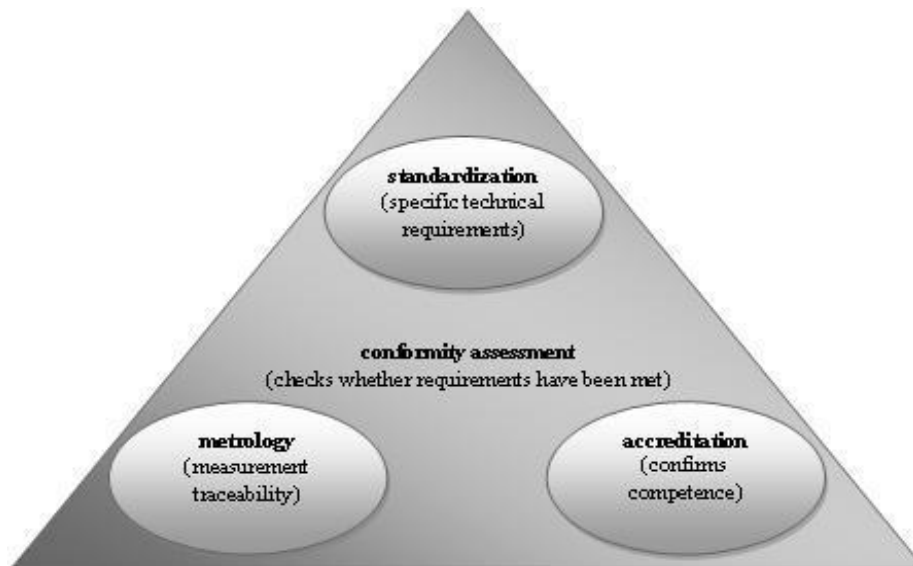 standardization
(specific technical
requirements)
conformity assessment
(checks whether requirements have been met)
metrology
(measurement
traceability)
accreditation
(confirms
competence)